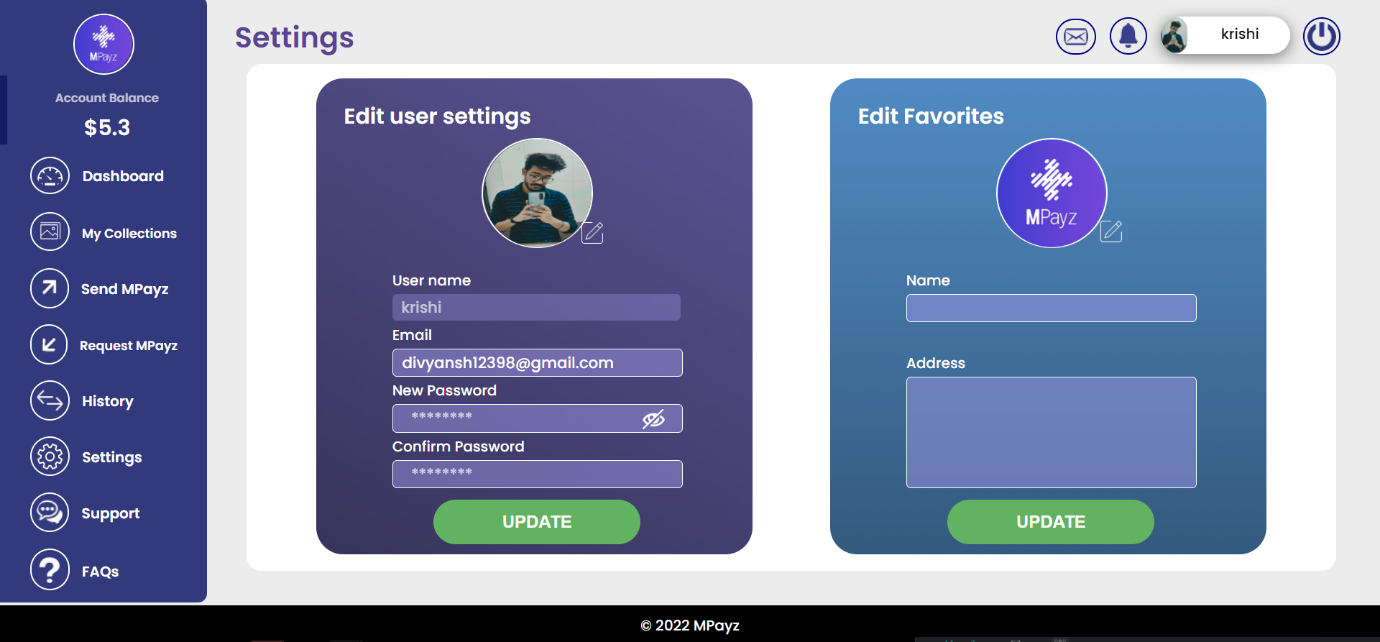 MPayz
Settings
krishi
Account Balance
$5.3
Dashboard
My Collections
Send MPayz
Request MPayz
History
Settings
Support
FAQs
Edit user settings
User name
krishi
Email
divyansh12398@gmail.com
New Password
********
Confirm Password
********
UPDATE
Edit Favorites
MPayz
Name
Address
UPDATE
© 2022 MPayz